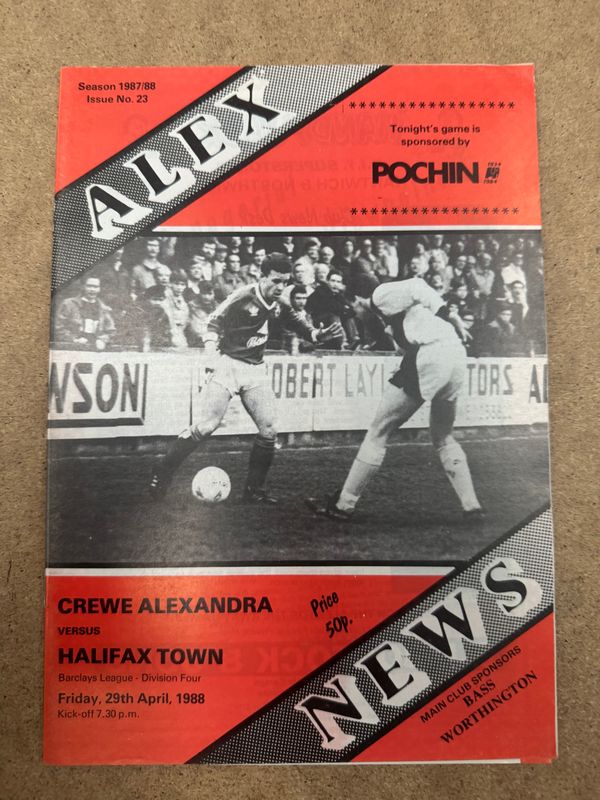 Season 1987/88
Issue No. 23
ALEX
* * * * * * * * * * * * * * * *
Tonight's game is
sponsored by
POCHIN
* * * * * * * * * * * * * * * *
WSON
OBERT LAY
TORS
A
CREWE ALEXANDRA
VERSUS
HALIFAX TOWN
Barclays League - Division Four
Friday, 29th April, 1988
Kick-off 7.30 p.m.
Price
50p.
NEWS
MAIN CLUB SPONSORS
BASS
WORTHINGTON